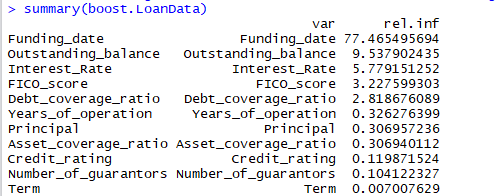 > summary(boost.LoanData)
var rel.inf
Funding_date Funding_date 77.465495694
Outstanding_balance Outstanding_balance 9.537902435
Interest_Rate Interest_Rate 5.779151252
FICO_score FICO_score 3.227599303
Debt_coverage_ratio Debt_coverage_ratio 2.818676089
Years_of_operation Years_of_operation 0.326276399
Principal Principal 0.306957236
Asset_coverage_ratio Asset_coverage_ratio 0.306940112
Credit_rating Credit_rating 0.119871524
Number_of_guarantors Number_of_guarantors 0.104122327
Term Term 0.007007629